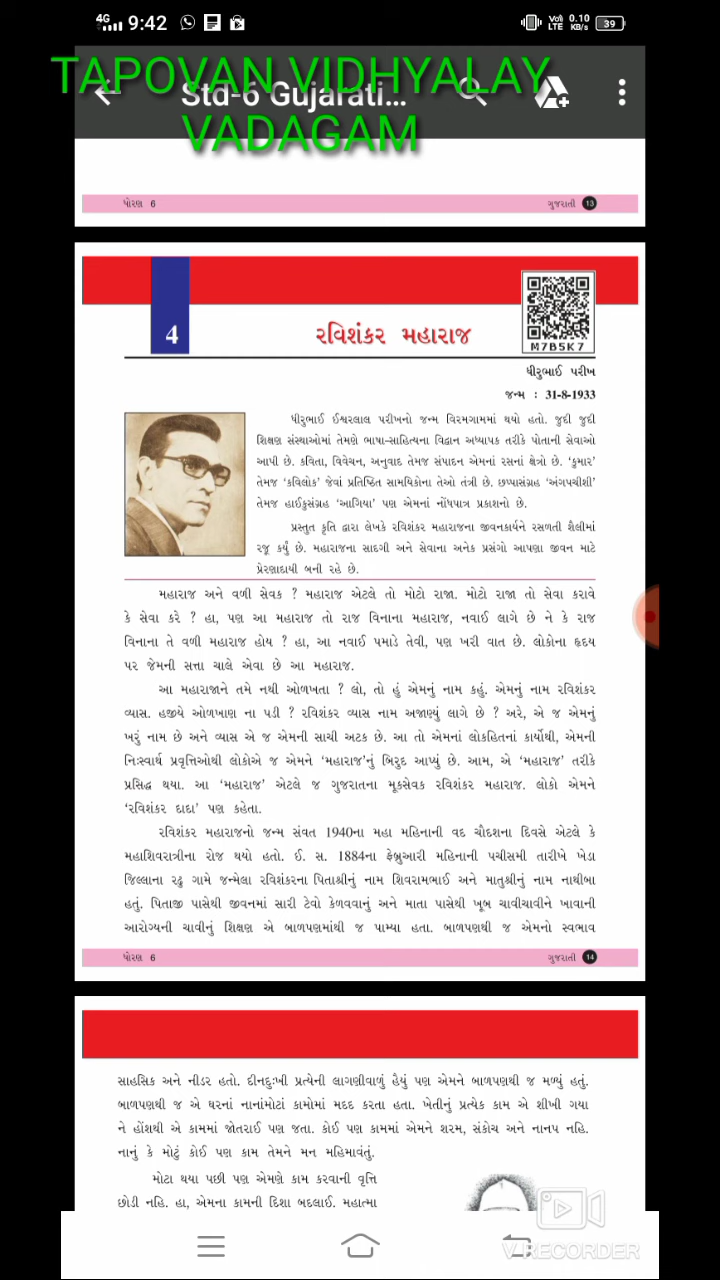 4G 9:42 Vo) LTE 0.10 KB/s 39
TAPOVAN VIDHYALAY
Std-6 Gujarati...
VADAGAM
ધોરણ 6 ગુજરાતી 13
4 રવિશંકર મહારાજ
M7B5K7
ધીરુભાઈ પરીખ
જન્મ : 31-8-1933
ધીરુભાઈ ઈશ્વરલાલ પરીખનો જન્મ વિરમગામમાં થયો હતો. જુદી જુદી
શિક્ષણ સંસ્થાઓમાં તેમણે ભાષા-સાહિત્યના વિદ્વાન અધ્યાપક તરીકે પોતાની સેવાઓ
આપી છે. કવિતા, વિવેચન, અનુવાદ તેમજ સંપાદન એમનાં રસનાં ક્ષેત્રો છે. ‘કુમાર’
તેમજ ‘કવિલોક’ જેવાં પ્રતિષ્ઠિત સામયિકોના તેઓ તંત્રી છે. છપ્પાસંગ્રહ ‘અંગપચીશી’
તેમજ હાઈકુસંગ્રહ ‘આગિયા’ પણ એમનાં નોંધપાત્ર પ્રકાશનો છે.
પ્રસ્તુત કૃતિ દ્વારા લેખકે રવિશંકર મહારાજના જીવનકાર્યને રસળતી શૈલીમાં
રજૂ કર્યું છે. મહારાજના સાદગી અને સેવાના અનેક પ્રસંગો આપણા જીવન માટે
પ્રેરણાદાયી બની રહે છે.
મહારાજ અને વળી સેવક ? મહારાજ એટલે તો મોટો રાજા. મોટો રાજા તો સેવા કરાવે
કે સેવા કરે ? હા, પણ આ મહારાજ તો રાજ વિનાના મહારાજ, નવાઈ લાગે છે ને કે રાજ
વિનાના તે વળી મહારાજ હોય ? હા, આ નવાઈ પમાડે તેવી, પણ ખરી વાત છે. લોકોના હૃદય
પર જેમની સત્તા ચાલે એવા છે આ મહારાજ.
આ મહારાજાને તમે નથી ઓળખતા ? લો, તો હું એમનું નામ કહું. એમનું નામ રવિશંકર
વ્યાસ. હજીયે ઓળખાણ ના પડી ? રવિશંકર વ્યાસ નામ અજાણ્યું લાગે છે ? અરે, એ જ એમનું
ખરું નામ છે અને વ્યાસ એ જ એમની સાચી અટક છે. આ તો એમનાં લોકહિતનાં કાર્યોથી, એમની
નિઃસ્વાર્થ પ્રવૃત્તિઓથી લોકોએ જ એમને ‘મહારાજ’નું બિરુદ આપ્યું છે. આમ, એ ‘મહારાજ’ તરીકે
પ્રસિદ્ધ થયા. આ ‘મહારાજ’ એટલે જ ગુજરાતના મૂકસેવક રવિશંકર મહારાજ. લોકો એમને
‘રવિશંકર દાદા’ પણ કહેતા.
રવિશંકર મહારાજનો જન્મ સંવત 1940ના મહા મહિનાની વદ ચૌદશના દિવસે એટલે કે
મહાશિવરાત્રીના રોજ થયો હતો. ઈ. સ. 1884ના ફેબ્રુઆરી મહિનાની પચીસમી તારીખે ખેડા
જિલ્લાના રઢુ ગામે જન્મેલા રવિશંકરના પિતાશ્રીનું નામ શિવરામભાઈ અને માતુશ્રીનું નામ નાથીબા
હતું. પિતાજી પાસેથી જીવનમાં સારી ટેવો કેળવવાનું અને માતા પાસેથી ખૂબ ચાવીચાવીને ખાવાની
આરોગ્યની ચાવીનું શિક્ષણ એ બાળપણમાંથી જ પામ્યા હતા. બાળપણથી જ એમનો સ્વભાવ
ધોરણ 6 ગુજરાતી 14
સાહસિક અને નીડર હતો. દીનદુઃખી પ્રત્યેની લાગણીવાળું હૈયું પણ એમને બાળપણથી જ મળ્યું હતું.
બાળપણથી જ એ ઘરનાં નાનાંમોટાં કામોમાં મદદ કરતા હતા. ખેતીનું પ્રત્યેક કામ એ શીખી ગયા
ને હોંશથી એ કામમાં જોતરાઈ પણ જતા. કોઈ પણ કામમાં એમને શરમ, સંકોચ અને નાનપ નહિ.
નાનું કે મોટું કોઈ પણ કામ તેમને મન મહિમાવંતું.
મોટા થયા પછી પણ એમણે કામ કરવાની વૃત્તિ
છોડી નહિ. હા, એમના કામની દિશા બદલાઈ. મહાત્મા
V RECORDER